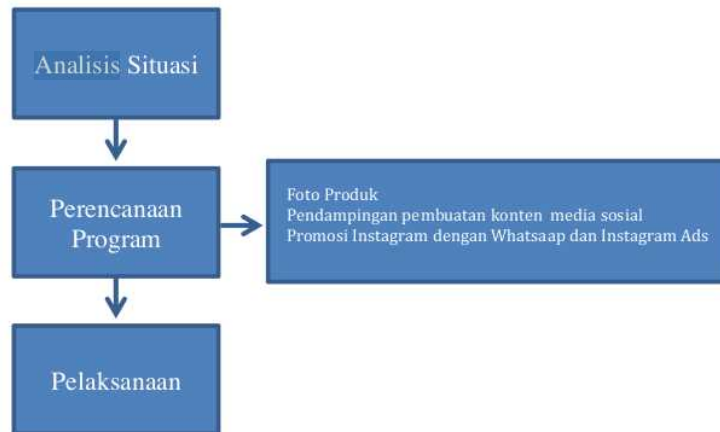 Analisis Situasi
Perencanaan
Program
Foto Produk
Pendampingan pembuatan konten media sosial
Promosi Instagram dengan Whatsaap dan Instagram Ads
Pelaksanaan